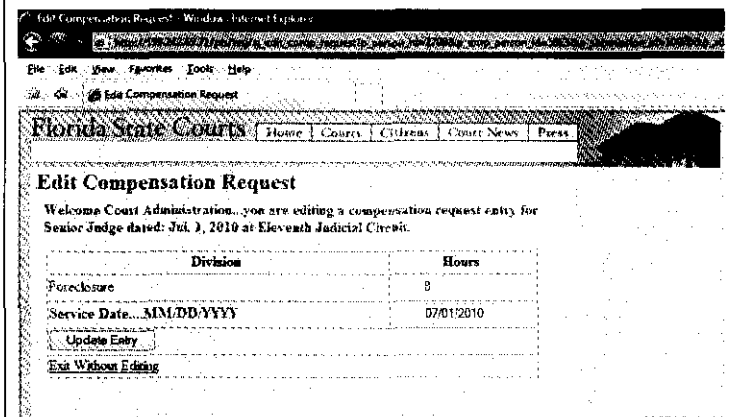 Edit Compensation Request - Windows Internet Explorer
File Edit View Favorites Tools Help
Edit Compensation Request
Florida State Courts Home Courts Citizens Court News Press
Edit Compensation Request
Welcome Court Administration...you are editing a compensation request entry for
Senior Judge dated: Jul. 1, 2010 at Eleventh Judicial Circuit.
Division Hours
Foreclosure 8
Service Date...MM/DD/YYYY 07/01/2010
Update Entry
Exit Without Editing